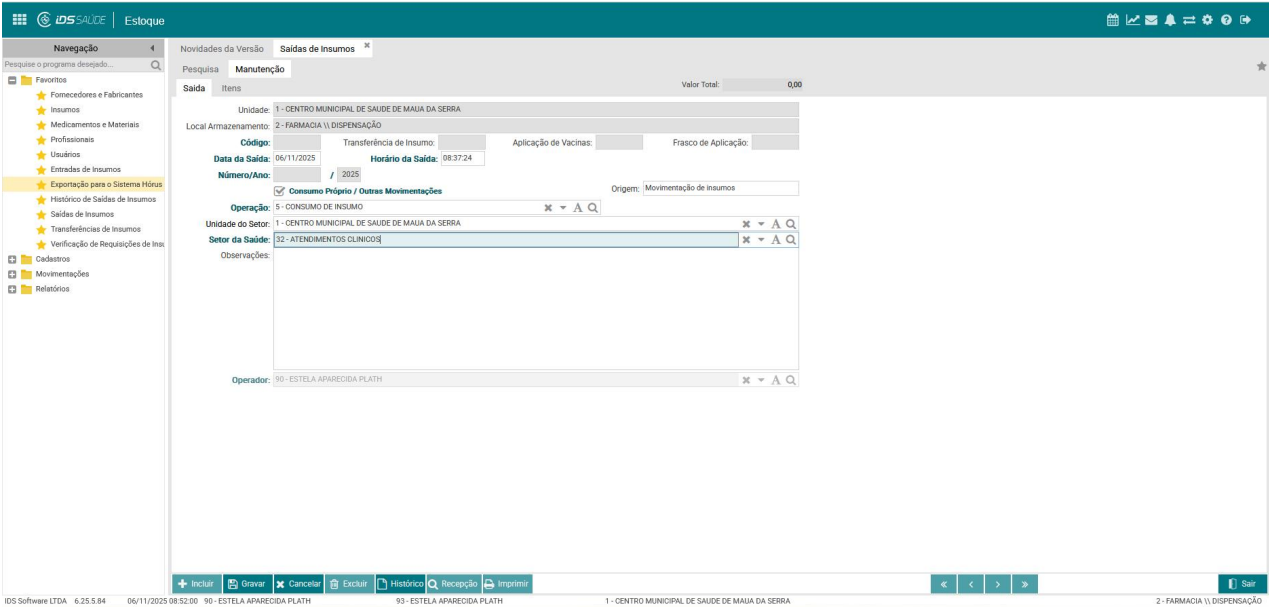 iDS SAÚDE | Estoque
Navegação
Pesquise o programa desejado...
Favoritos
Fornecedores e Fabricantes
Insumos
Medicamentos e Materiais
Profissionais
Usuários
Entradas de Insumos
Exportação para o Sistema Hórus
Histórico de Saídas de Insumos
Saídas de Insumos
Transferências de Insumos
Verificação de Requisições de Insu
Cadastros
Movimentações
Relatórios
Novidades da Versão Saídas de Insumos
Pesquisa Manutenção
Saída Itens Valor Total: 0,00
Unidade: 1 - CENTRO MUNICIPAL DE SAUDE DE MAUA DA SERRA
Local Armazenamento: 2 - FARMACIA \\ DISPENSAÇÃO
Código: Transferência de Insumo: Aplicação de Vacinas: Frasco de Aplicação:
Data da Saída: 06/11/2025 Horário da Saída: 08:37:24
Número/Ano: / 2025
Consumo Próprio / Outras Movimentações Origem: Movimentação de insumos
Operação: 5 - CONSUMO DE INSUMO
Unidade do Setor: 1 - CENTRO MUNICIPAL DE SAUDE DE MAUA DA SERRA
Setor da Saúde: 32 - ATENDIMENTOS CLINICOS
Observações:
Operador: 90 - ESTELA APARECIDA PLATH
Incluir Gravar Cancelar Excluir Histórico Recepção Imprimir Sair
IDS Software LTDA 6.25.5.84 06/11/2025 08:52:00 90 - ESTELA APARECIDA PLATH 93 - ESTELA APARECIDA PLATH 1 - CENTRO MUNICIPAL DE SAUDE DE MAUA DA SERRA 2 - FARMACIA \\ DISPENSAÇÃO